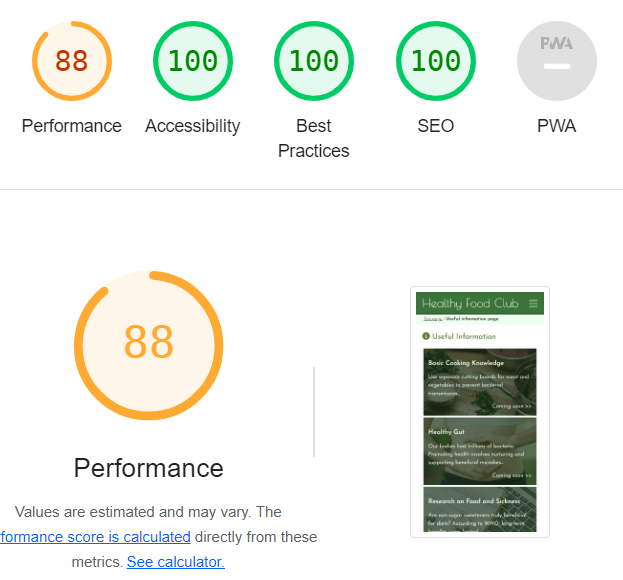 88
100
100
100
PWA
Performance
Accessibility
Best
Practices
SEO
PWA
88
Performance
Values are estimated and may vary. The
formance score is calculated directly from these
metrics. See calculator.
Healthy Food Club
Useful information page
Useful Information
Basic Cooking Knowledge
Use separate cutting boards for meat and
vegetables to prevent bacterial
transmission..
Coming soon >>
Healthy Gut
Our bodies host trillions of bacteria.
Promoting health involves nurturing and
supporting beneficial microbes..
Coming soon >>
Research on Food and Sickness
Are non-sugar sweeteners truly beneficial
for diets? According to WHO, long-term